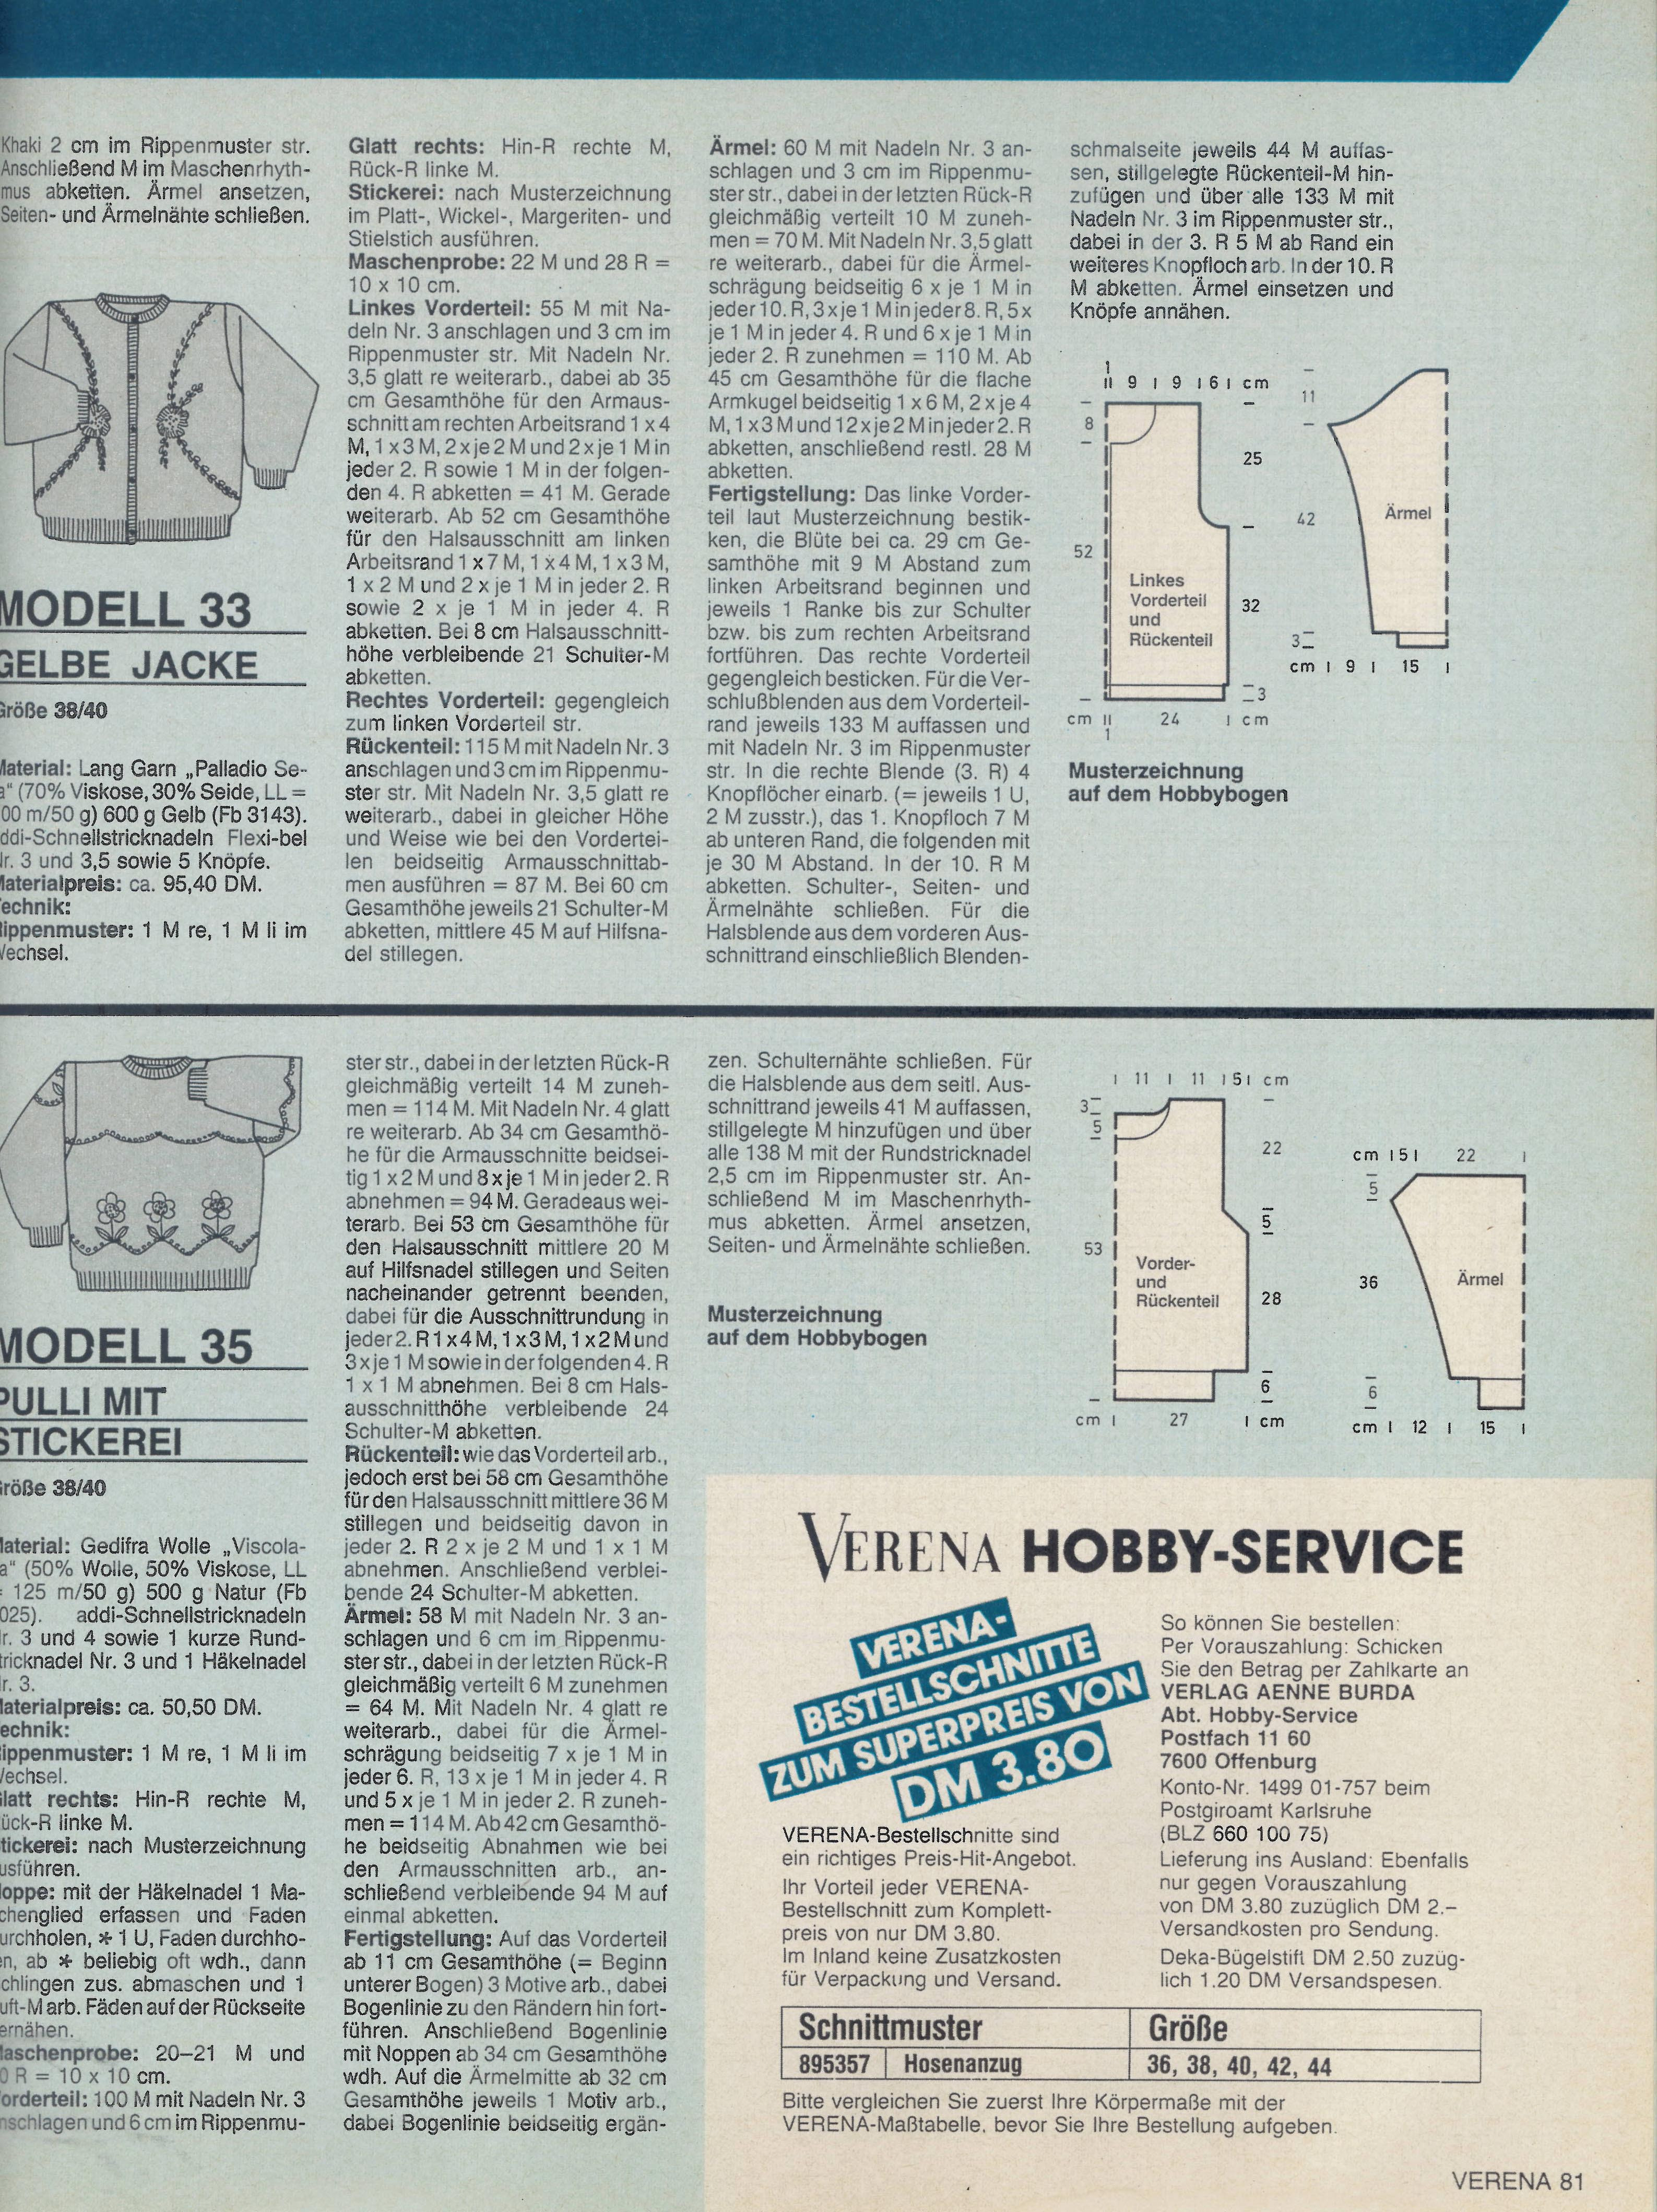 Khaki 2 cm im Rippenmuster str.
Anschließend M im Maschenrhyth-
mus abketten. Ärmel ansetzen,
Seiten- und Ärmelnähte schließen.
MODELL 33
GELBE JACKE
Größe 38/40
Material: Lang Garn „Palladio Se-
a" (70% Viskose, 30% Seide, LL =
00 m/50 g) 600 g Gelb (Fb 3143).
ddi-Schnellstricknadeln Flexi-bel
Nr. 3 und 3,5 sowie 5 Knöpfe.
Materialpreis: ca. 95,40 DM.
Technik:
Rippenmuster: 1 M re, 1 M li im
Wechsel.
Glatt rechts: Hin-R rechte M,
Rück-R linke M.
Stickerei: nach Musterzeichnung
im Platt-, Wickel-, Margeriten- und
Stielstich ausführen.
Maschenprobe: 22 M und 28 R =
10 x 10 cm.
Linkes Vorderteil: 55 M mit Na-
deln Nr. 3 anschlagen und 3 cm im
Rippenmuster str. Mit Nadeln Nr.
3,5 glatt re weiterarb., dabei ab 35
cm Gesamthöhe für den Armaus-
schnitt am rechten Arbeitsrand 1 x 4
M, 1 x 3 M, 2 x je 2 M und 2 x je 1 M in
jeder 2. R sowie 1 M in der folgen-
den 4. R abketten = 41 M. Gerade
weiterarb. Ab 52 cm Gesamthöhe
für den Halsausschnitt am linken
Arbeitsrand 1 x 7 M, 1 x 4 M, 1 x 3 M,
1 x 2 M und 2 x je 1 M in jeder 2. R
sowie 2 x je 1 M in jeder 4. R
abketten. Bei 8 cm Halsausschnitt-
höhe verbleibende 21 Schulter-M
abketten.
Rechtes Vorderteil: gegengleich
zum linken Vorderteil str.
Rückenteil: 115 M mit Nadeln Nr. 3
anschlagen und 3 cm im Rippenmu-
ster str. Mit Nadeln Nr. 3,5 glatt re
weiterarb., dabei in gleicher Höhe
und Weise wie bei den Vordertei-
len beidseitig Armausschnittab-
men ausführen = 87 M. Bei 60 cm
Gesamthöhe jeweils 21 Schulter-M
abketten, mittlere 45 M auf Hilfsna-
del stillegen.
Ärmel: 60 M mit Nadeln Nr. 3 an-
schlagen und 3 cm im Rippenmu-
ster str., dabei in der letzten Rück-R
gleichmäßig verteilt 10 M zuneh-
men = 70 M. Mit Nadeln Nr. 3,5 glatt
re weiterarb., dabei für die Ärmel-
schrägung beidseitig 6 x je 1 M in
jeder 10. R, 3 x je 1 M in jeder 8. R, 5 x
je 1 M in jeder 4. R und 6 x je 1 M in
jeder 2. R zunehmen = 110 M. Ab
45 cm Gesamthöhe für die flache
Armkugel beidseitig 1 x 6 M, 2 x je 4
M, 1 x 3 M und 12 x je 2 M in jeder 2. R
abketten, anschließend restl. 28 M
abketten.
Fertigstellung: Das linke Vorder-
teil laut Musterzeichnung bestik-
ken, die Blüte bei ca. 29 cm Ge-
samthöhe mit 9 M Abstand zum
linken Arbeitsrand beginnen und
jeweils 1 Ranke bis zur Schulter
bzw. bis zum rechten Arbeitsrand
fortführen. Das rechte Vorderteil
gegengleich besticken. Für die Ver-
schlußblenden aus dem Vorderteil-
rand jeweils 133 M auffassen und
mit Nadeln Nr. 3 im Rippenmuster
str. In die rechte Blende (3. R) 4
Knopflöcher einarb. (= jeweils 1 U,
2 M zusstr.), das 1. Knopfloch 7 M
ab unteren Rand, die folgenden mit
je 30 M Abstand. In der 10. R M
abketten. Schulter-, Seiten- und
Ärmelnähte schließen. Für die
Halsblende aus dem vorderen Aus-
schnittrand einschließlich Blenden-
schmalseite jeweils 44 M auffas-
sen, stillgelegte Rückenteil-M hin-
zufügen und über alle 133 M mit
Nadeln Nr. 3 im Rippenmuster str.,
dabei in der 3. R 5 M ab Rand ein
weiteres Knopfloch arb. In der 10. R
M abketten. Ärmel einsetzen und
Knöpfe annähen.
1
9 9 6 cm
8
25
52
32
Linkes
Vorderteil
und
Rückenteil
3
cm 24 cm
1
11
42
Ärmel
3
cm 9 15
Musterzeichnung
auf dem Hobbybogen
MODELL 35
PULLI MIT
STICKEREI
Größe 38/40
Material: Gedifra Wolle „Viscola-
a" (50% Wolle, 50% Viskose, LL
= 125 m/50 g) 500 g Natur (Fb
025). addi-Schnellstricknadeln
Nr. 3 und 4 sowie 1 kurze Rund-
tricknadel Nr. 3 und 1 Häkelnadel
Nr. 3.
Materialpreis: ca. 50,50 DM.
Technik:
Rippenmuster: 1 M re, 1 M li im
Wechsel.
Glatt rechts: Hin-R rechte M,
Rück-R linke M.
Stickerei: nach Musterzeichnung
ausführen.
Noppe: mit der Häkelnadel 1 Ma-
chenglied erfassen und Faden
urchholen, * 1 U, Faden durchho-
en, ab * beliebig oft wdh., dann
chlingen zus. abmaschen und 1
uft-M arb. Fäden auf der Rückseite
ernähen.
Maschenprobe: 20–21 M und
0 R = 10 x 10 cm.
Vorderteil: 100 M mit Nadeln Nr. 3
nschlagen und 6 cm im Rippenmu-
ster str., dabei in der letzten Rück-R
gleichmäßig verteilt 14 M zuneh-
men = 114 M. Mit Nadeln Nr. 4 glatt
re weiterarb. Ab 34 cm Gesamthö-
he für die Armausschnitte beidsei-
tig 1 x 2 M und 8 x je 1 M in jeder 2. R
abnehmen = 94 M. Geradeaus wei-
terarb. Bei 53 cm Gesamthöhe für
den Halsausschnitt mittlere 20 M
auf Hilfsnadel stillegen und Seiten
nacheinander getrennt beenden,
dabei für die Ausschnittrundung in
jeder 2. R 1 x 4 M, 1 x 3 M, 1 x 2 M und
3 x je 1 M sowie in der folgenden 4. R
1 x 1 M abnehmen. Bei 8 cm Hals-
ausschnitthöhe verbleibende 24
Schulter-M abketten.
Rückenteil: wie das Vorderteil arb.,
jedoch erst bei 58 cm Gesamthöhe
für den Halsausschnitt mittlere 36 M
stillegen und beidseitig davon in
jeder 2. R 2 x je 2 M und 1 x 1 M
abnehmen. Anschließend verblei-
bende 24 Schulter-M abketten.
Ärmel: 58 M mit Nadeln Nr. 3 an-
schlagen und 6 cm im Rippenmu-
ster str., dabei in der letzten Rück-R
gleichmäßig verteilt 6 M zunehmen
= 64 M. Mit Nadeln Nr. 4 glatt re
weiterarb., dabei für die Ärmel-
schrägung beidseitig 7 x je 1 M in
jeder 6. R, 13 x je 1 M in jeder 4. R
und 5 x je 1 M in jeder 2. R zuneh-
men = 114 M. Ab 42 cm Gesamthö-
he beidseitig Abnahmen wie bei
den Armausschnitten arb., an-
schließend verbleibende 94 M auf
einmal abketten.
Fertigstellung: Auf das Vorderteil
ab 11 cm Gesamthöhe (= Beginn
unterer Bogen) 3 Motive arb., dabei
Bogenlinie zu den Rändern hin fort-
führen. Anschließend Bogenlinie
mit Noppen ab 34 cm Gesamthöhe
wdh. Auf die Ärmelmitte ab 32 cm
Gesamthöhe jeweils 1 Motiv arb.,
dabei Bogenlinie beidseitig ergän-
zen. Schulternähte schließen. Für
die Halsblende aus dem seitl. Aus-
schnittrand jeweils 41 M auffassen,
stillgelegte M hinzufügen und über
alle 138 M mit der Rundstricknadel
2,5 cm im Rippenmuster str. An-
schließend M im Maschenrhyth-
mus abketten. Ärmel ansetzen,
Seiten- und Ärmelnähte schließen.
Musterzeichnung
auf dem Hobbybogen
11 11 5 cm
3
5
22
5
53
Vorder-
und
Rückenteil
28
6
cm 27 cm
cm 5 22
5
36
Ärmel
6
cm 12 15
VERENA HOBBY-SERVICE
VERENA-
BESTELLSCHNITTE
ZUM SUPERPREIS VON
DM 3.80
VERENA-Bestellschnitte sind
ein richtiges Preis-Hit-Angebot.
Ihr Vorteil jeder VERENA-
Bestellschnitt zum Komplett-
preis von nur DM 3.80.
Im Inland keine Zusatzkosten
für Verpackung und Versand.
So können Sie bestellen:
Per Vorauszahlung: Schicken
Sie den Betrag per Zahlkarte an
VERLAG AENNE BURDA
Abt. Hobby-Service
Postfach 11 60
7600 Offenburg
Konto-Nr. 1499 01-757 beim
Postgiroamt Karlsruhe
(BLZ 660 100 75)
Lieferung ins Ausland: Ebenfalls
nur gegen Vorauszahlung
von DM 3.80 zuzüglich DM 2.–
Versandkosten pro Sendung.
Deka-Bügelstift DM 2.50 zuzüg-
lich 1.20 DM Versandspesen.
Schnittmuster Größe
895357 Hosenanzug 36, 38, 40, 42, 44
Bitte vergleichen Sie zuerst Ihre Körpermaße mit der
VERENA-Maßtabelle, bevor Sie Ihre Bestellung aufgeben.
VERENA 81